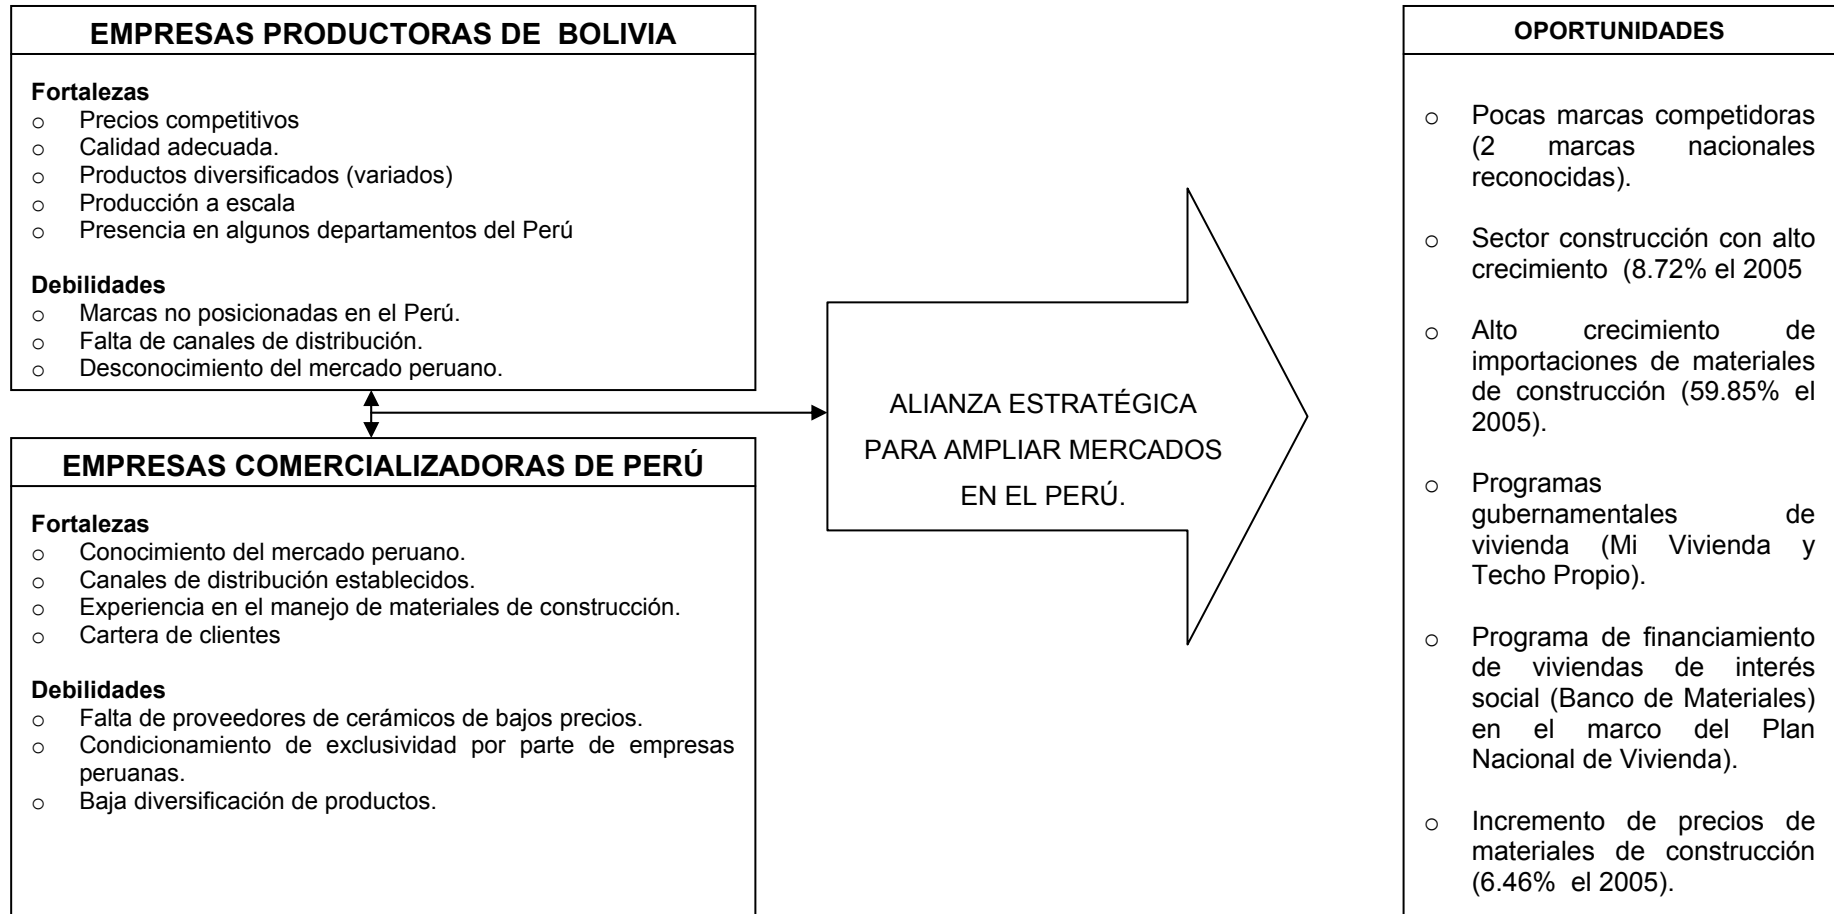 EMPRESAS PRODUCTORAS DE BOLIVIA
Fortalezas
o Precios competitivos
o Calidad adecuada.
o Productos diversificados (variados)
o Producción a escala
o Presencia en algunos departamentos del Perú
Debilidades
o Marcas no posicionadas en el Perú.
o Falta de canales de distribución.
o Desconocimiento del mercado peruano.
EMPRESAS COMERCIALIZADORAS DE PERÚ
Fortalezas
o Conocimiento del mercado peruano.
o Canales de distribución establecidos.
o Experiencia en el manejo de materiales de construcción.
o Cartera de clientes
Debilidades
o Falta de proveedores de cerámicos de bajos precios.
o Condicionamiento de exclusividad por parte de empresas
peruanas.
o Baja diversificación de productos.
ALIANZA ESTRATÉGICA
PARA AMPLIAR MERCADOS
EN EL PERÚ.
OPORTUNIDADES
o Pocas marcas competidoras
(2 marcas nacionales
reconocidas).
o Sector construcción con alto
crecimiento (8.72% el 2005
o Alto crecimiento de
importaciones de materiales
de construcción (59.85% el
2005).
o Programas
gubernamentales de
vivienda (Mi Vivienda y
Techo Propio).
o Programa de financiamiento
de viviendas de interés
social (Banco de Materiales)
en el marco del Plan
Nacional de Vivienda).
o Incremento de precios de
materiales de construcción
(6.46% el 2005).